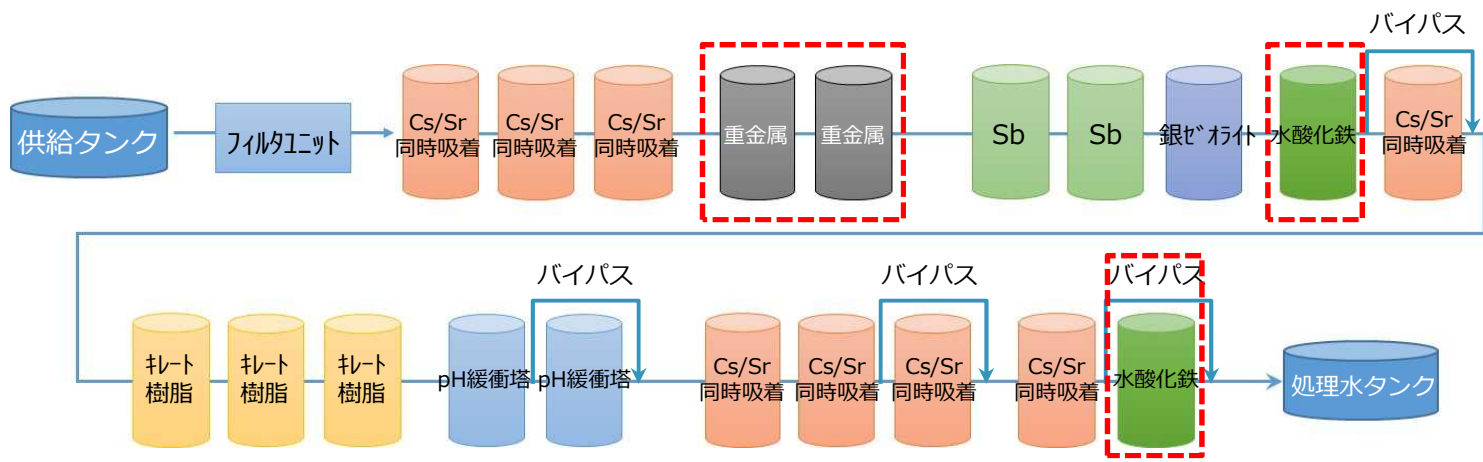 バイパス
供給タンク
フィルタユニット
Cs/Sr
同時吸着
Cs/Sr
同時吸着
Cs/Sr
同時吸着
重金属
重金属
Sb
Sb
銀ゼオライト
水酸化鉄
Cs/Sr
同時吸着
バイパス
バイパス
バイパス
キレート
樹脂
キレート
樹脂
キレート
樹脂
pH緩衝塔
pH緩衝塔
Cs/Sr
同時吸着
Cs/Sr
同時吸着
Cs/Sr
同時吸着
Cs/Sr
同時吸着
水酸化鉄
処理水タンク